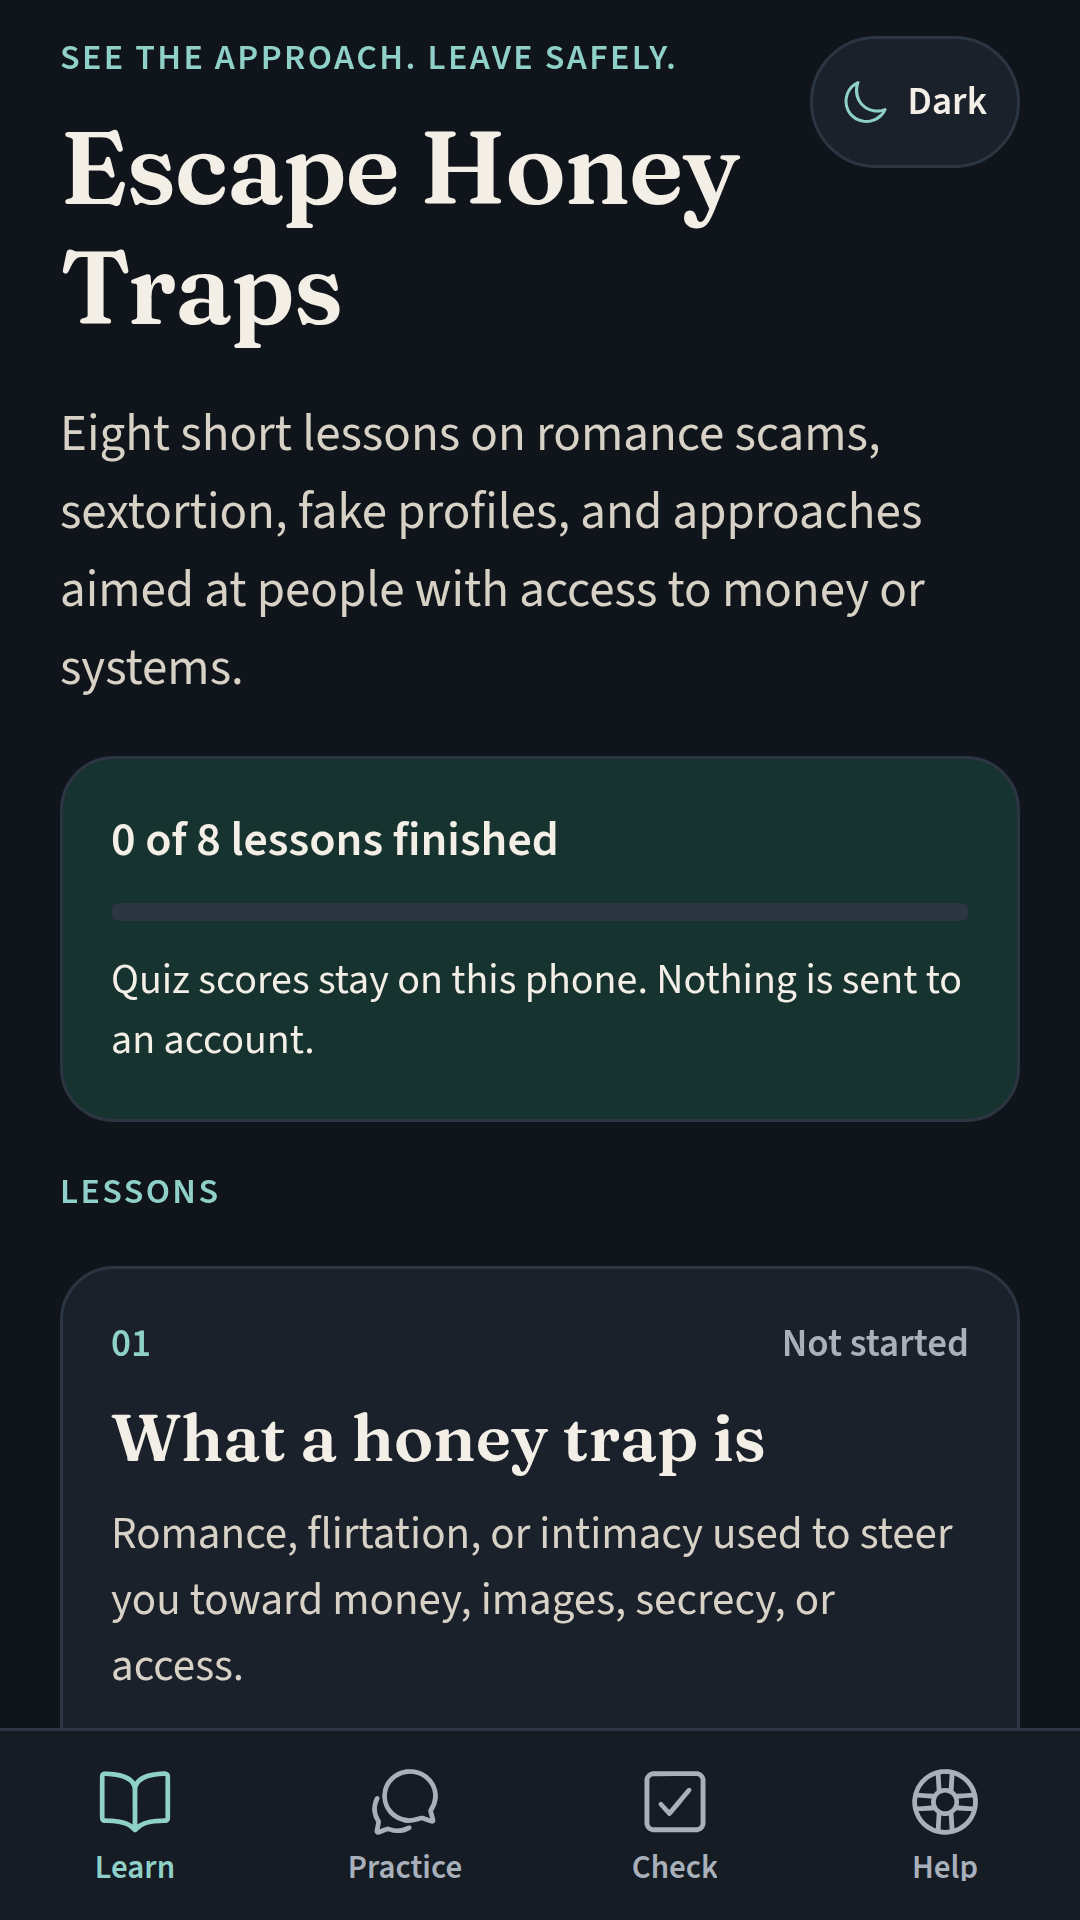 SEE THE APPROACH. LEAVE SAFELY.
Dark
Escape Honey
Traps
Eight short lessons on romance scams,
sextortion, fake profiles, and approaches
aimed at people with access to money or
systems.
0 of 8 lessons finished
Quiz scores stay on this phone. Nothing is sent to
an account.
LESSONS
01
Not started
What a honey trap is
Romance, flirtation, or intimacy used to steer
you toward money, images, secrecy, or
access.
Learn
Practice
Check
Help